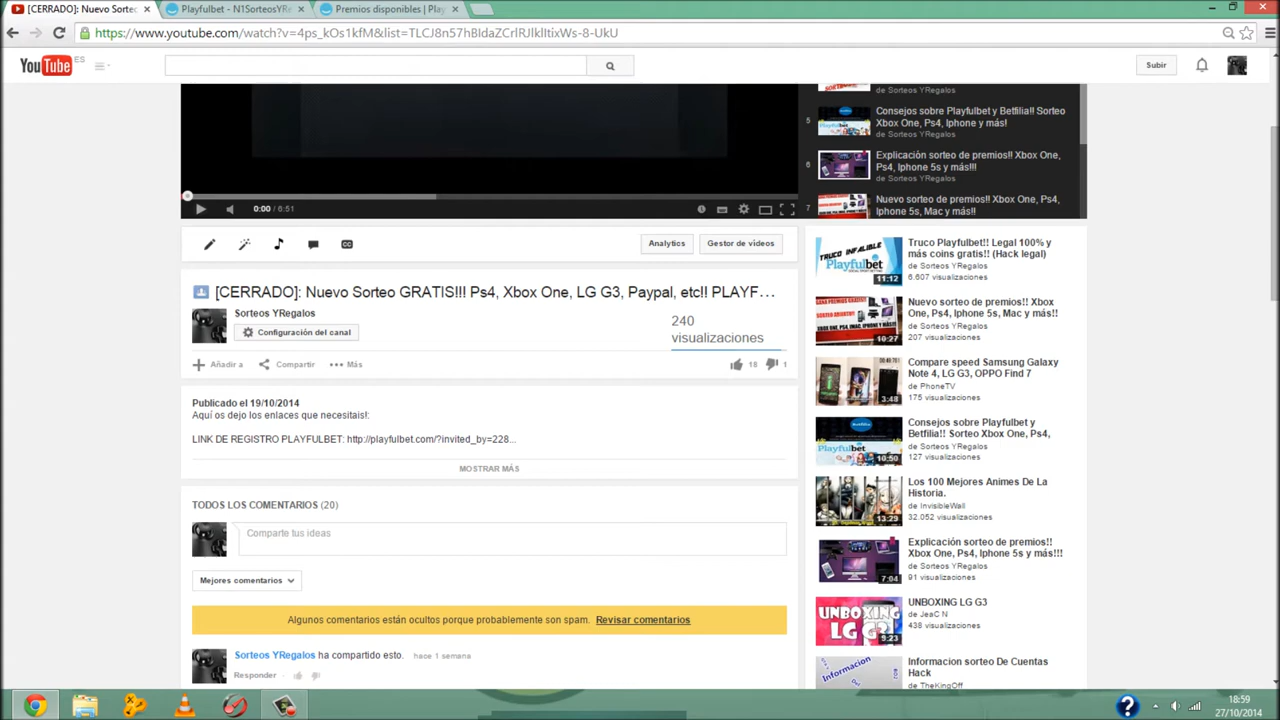 [CERRADO]: Nuevo Sorteo
Playfulbet - N1SorteosYRe
Premios disponibles | Play
https://www.youtube.com/watch?v=4ps_kOs1kfM&list=
YouTube ES
Subir
de Sorteos YRegalos
5
Consejos sobre Playfulbet y Betfilia!! Sorteo
Xbox One, Ps4, Iphone y más!
de Sorteos YRegalos
6
Explicación sorteo de premios!! Xbox One,
Ps4, Iphone 5s y más!!!
de Sorteos YRegalos
7
Nuevo sorteo de premios!! Xbox One, Ps4,
Iphone 5s, Mac y más!!
0:00 / 6:51
Analytics
Gestor de vídeos
[CERRADO]: Nuevo Sorteo GRATIS!!! Ps4, Xbox One, LG G3, Paypal, etc!! PLAYF...
Sorteos YRegalos
Configuración del canal
240
visualizaciones
Añadir a
Compartir
Más
18
1
Publicado el 19/10/2014
Aquí os dejo los enlaces que necesitais!:
LINK DE REGISTRO PLAYFULBET: http://playfulbet.com/?invited_by=228...
MOSTRAR MÁS
TODOS LOS COMENTARIOS (20)
Comparte tus ideas
Mejores comentarios
Algunos comentarios están ocultos porque probablemente son spam. Revisar comentarios
Sorteos YRegalos ha compartido esto. hace 1 semana
Responder
TRUCO INFALIBLE
Playfulbet
11:12
Truco Playfulbet!! Legal 100% y
más coins gratis!! (Hack legal)
de Sorteos YRegalos
6.607 visualizaciones
10:27
Nuevo sorteo de premios!! Xbox
One, Ps4, Iphone 5s, Mac y más!!
de Sorteos YRegalos
207 visualizaciones
3:48
Compare speed Samsung Galaxy
Note 4, LG G3, OPPO Find 7
de PhoneTV
175 visualizaciones
Playfulbet
10:50
Consejos sobre Playfulbet y
Betfilia!! Sorteo Xbox One, Ps4,
de Sorteos YRegalos
127 visualizaciones
13:29
Los 100 Mejores Animes De La
Historia.
de InvisibleWall
32.052 visualizaciones
7:04
Explicación sorteo de premios!!
Xbox One, Ps4, Iphone 5s y más!!!
de Sorteos YRegalos
91 visualizaciones
UNBOXING
LG G3
9:23
UNBOXING LG G3
de JeaC N
438 visualizaciones
Informacion
Informacion sorteo De Cuentas
Hack
de TheKingOff
18:59
27/10/2014